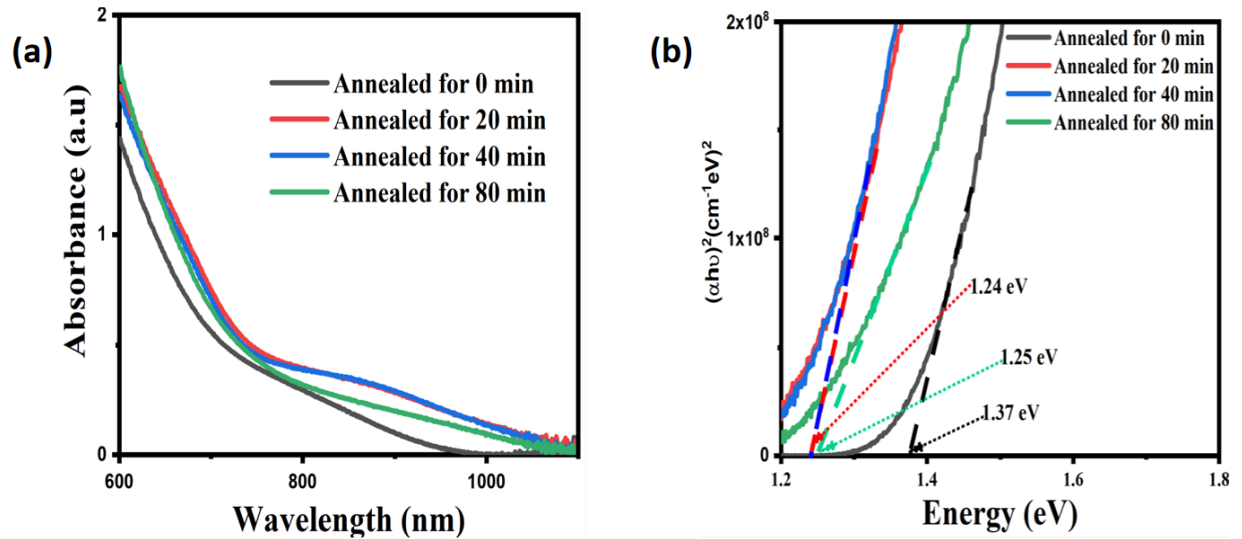 (a)
2
1
0
600
800
1000
Absorbance (a.u)
Wavelength (nm)
Annealed for 0 min
Annealed for 20 min
Annealed for 40 min
Annealed for 80 min
(b)
2x10⁸
1x10⁸
0
1.2
1.4
1.6
1.8
(αhυ)²(cm⁻¹eV)²
Energy (eV)
Annealed for 0 min
Annealed for 20 min
Annealed for 40 min
Annealed for 80 min
1.24 eV
1.25 eV
1.37 eV